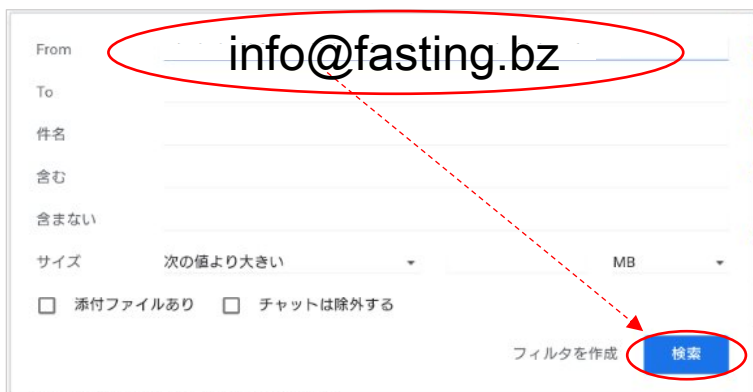 From info@fasting.bz
To
件名
含む
含まない
サイズ 次の値より大きい MB
添付ファイルあり チャットは除外する
フィルタを作成 検索